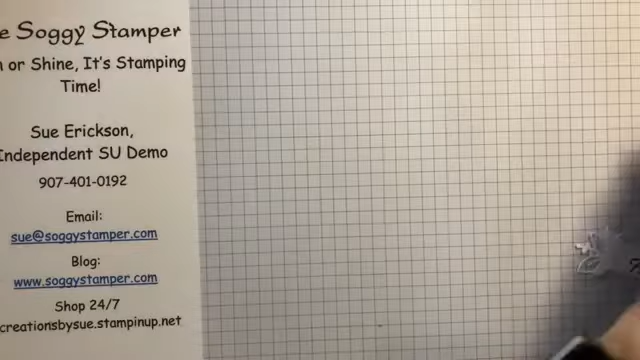 e Soggy Stamper
n or Shine, It's Stamping
Time!
Sue Erickson,
Independent SU Demo
907-401-0192
Email:
sue@soggystamper.com
Blog:
www.soggystamper.com
Shop 24/7
creationsbysue.stampinup.net